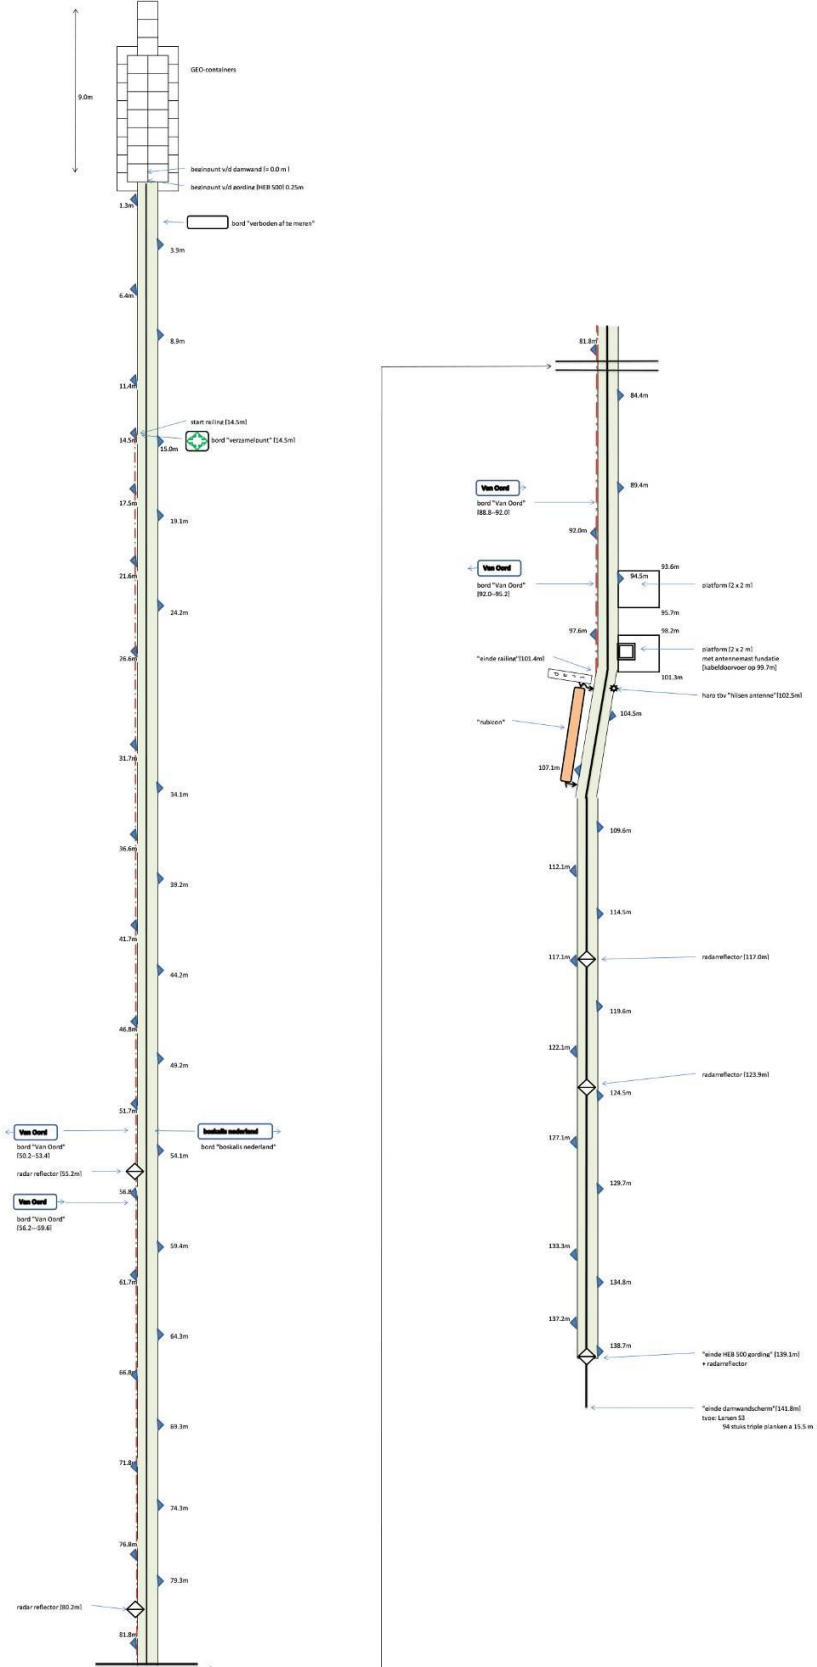 GEO-containers
9.0m
beginpunt v/d damwand (= 0.0 m )
beginpunt v/d gording (HEB 500) 0.25m
1.3m
bord "verboden af te meren"
3.9m
6.4m
8.9m
11.4m
start railing (14.5m)
14.5m
bord "verzamelpunt" (14.5m)
15.0m
17.5m
19.1m
21.6m
24.2m
26.6m
31.7m
34.1m
36.6m
39.2m
41.7m
44.2m
46.8m
49.2m
51.7m
Van Oord
boskalis nederland
bord "Van Oord"
(50.2--53.4)
bord "boskalis nederland"
54.1m
radar reflector (55.2m)
56.8m
Van Oord
bord "Van Oord"
(56.2---59.6)
59.4m
61.7m
64.3m
66.8m
69.3m
71.8m
74.3m
76.8m
79.3m
radar reflector (80.2m)
81.8m
81.8m
84.4m
Van Oord
89.4m
bord "Van Oord"
(88.8--92.0)
92.0m
Van Oord
93.6m
94.5m
platform (2 x 2 m)
bord "Van Oord"
(92.0--95.2)
95.7m
97.6m
98.2m
platform (2 x 2 m)
met antennemast fundatie
(kabeldoorvoer op 99.7m)
"einde railing"(101.4m)
101.3m
harp tbv "hijsen antenne"(102.5m)
104.5m
"rubicon"
107.1m
109.6m
112.1m
114.5m
117.1m
radarreflector (117.0m)
119.6m
122.1m
radarreflector (123.9m)
124.5m
127.1m
129.7m
133.3m
134.8m
137.2m
138.7m
"einde HEB 500 gording" (139.1m)
+ radarreflector
"einde damwandscherm"(141.8m)
type: Larsen S3
94 stuks triple planken a 15.5 m